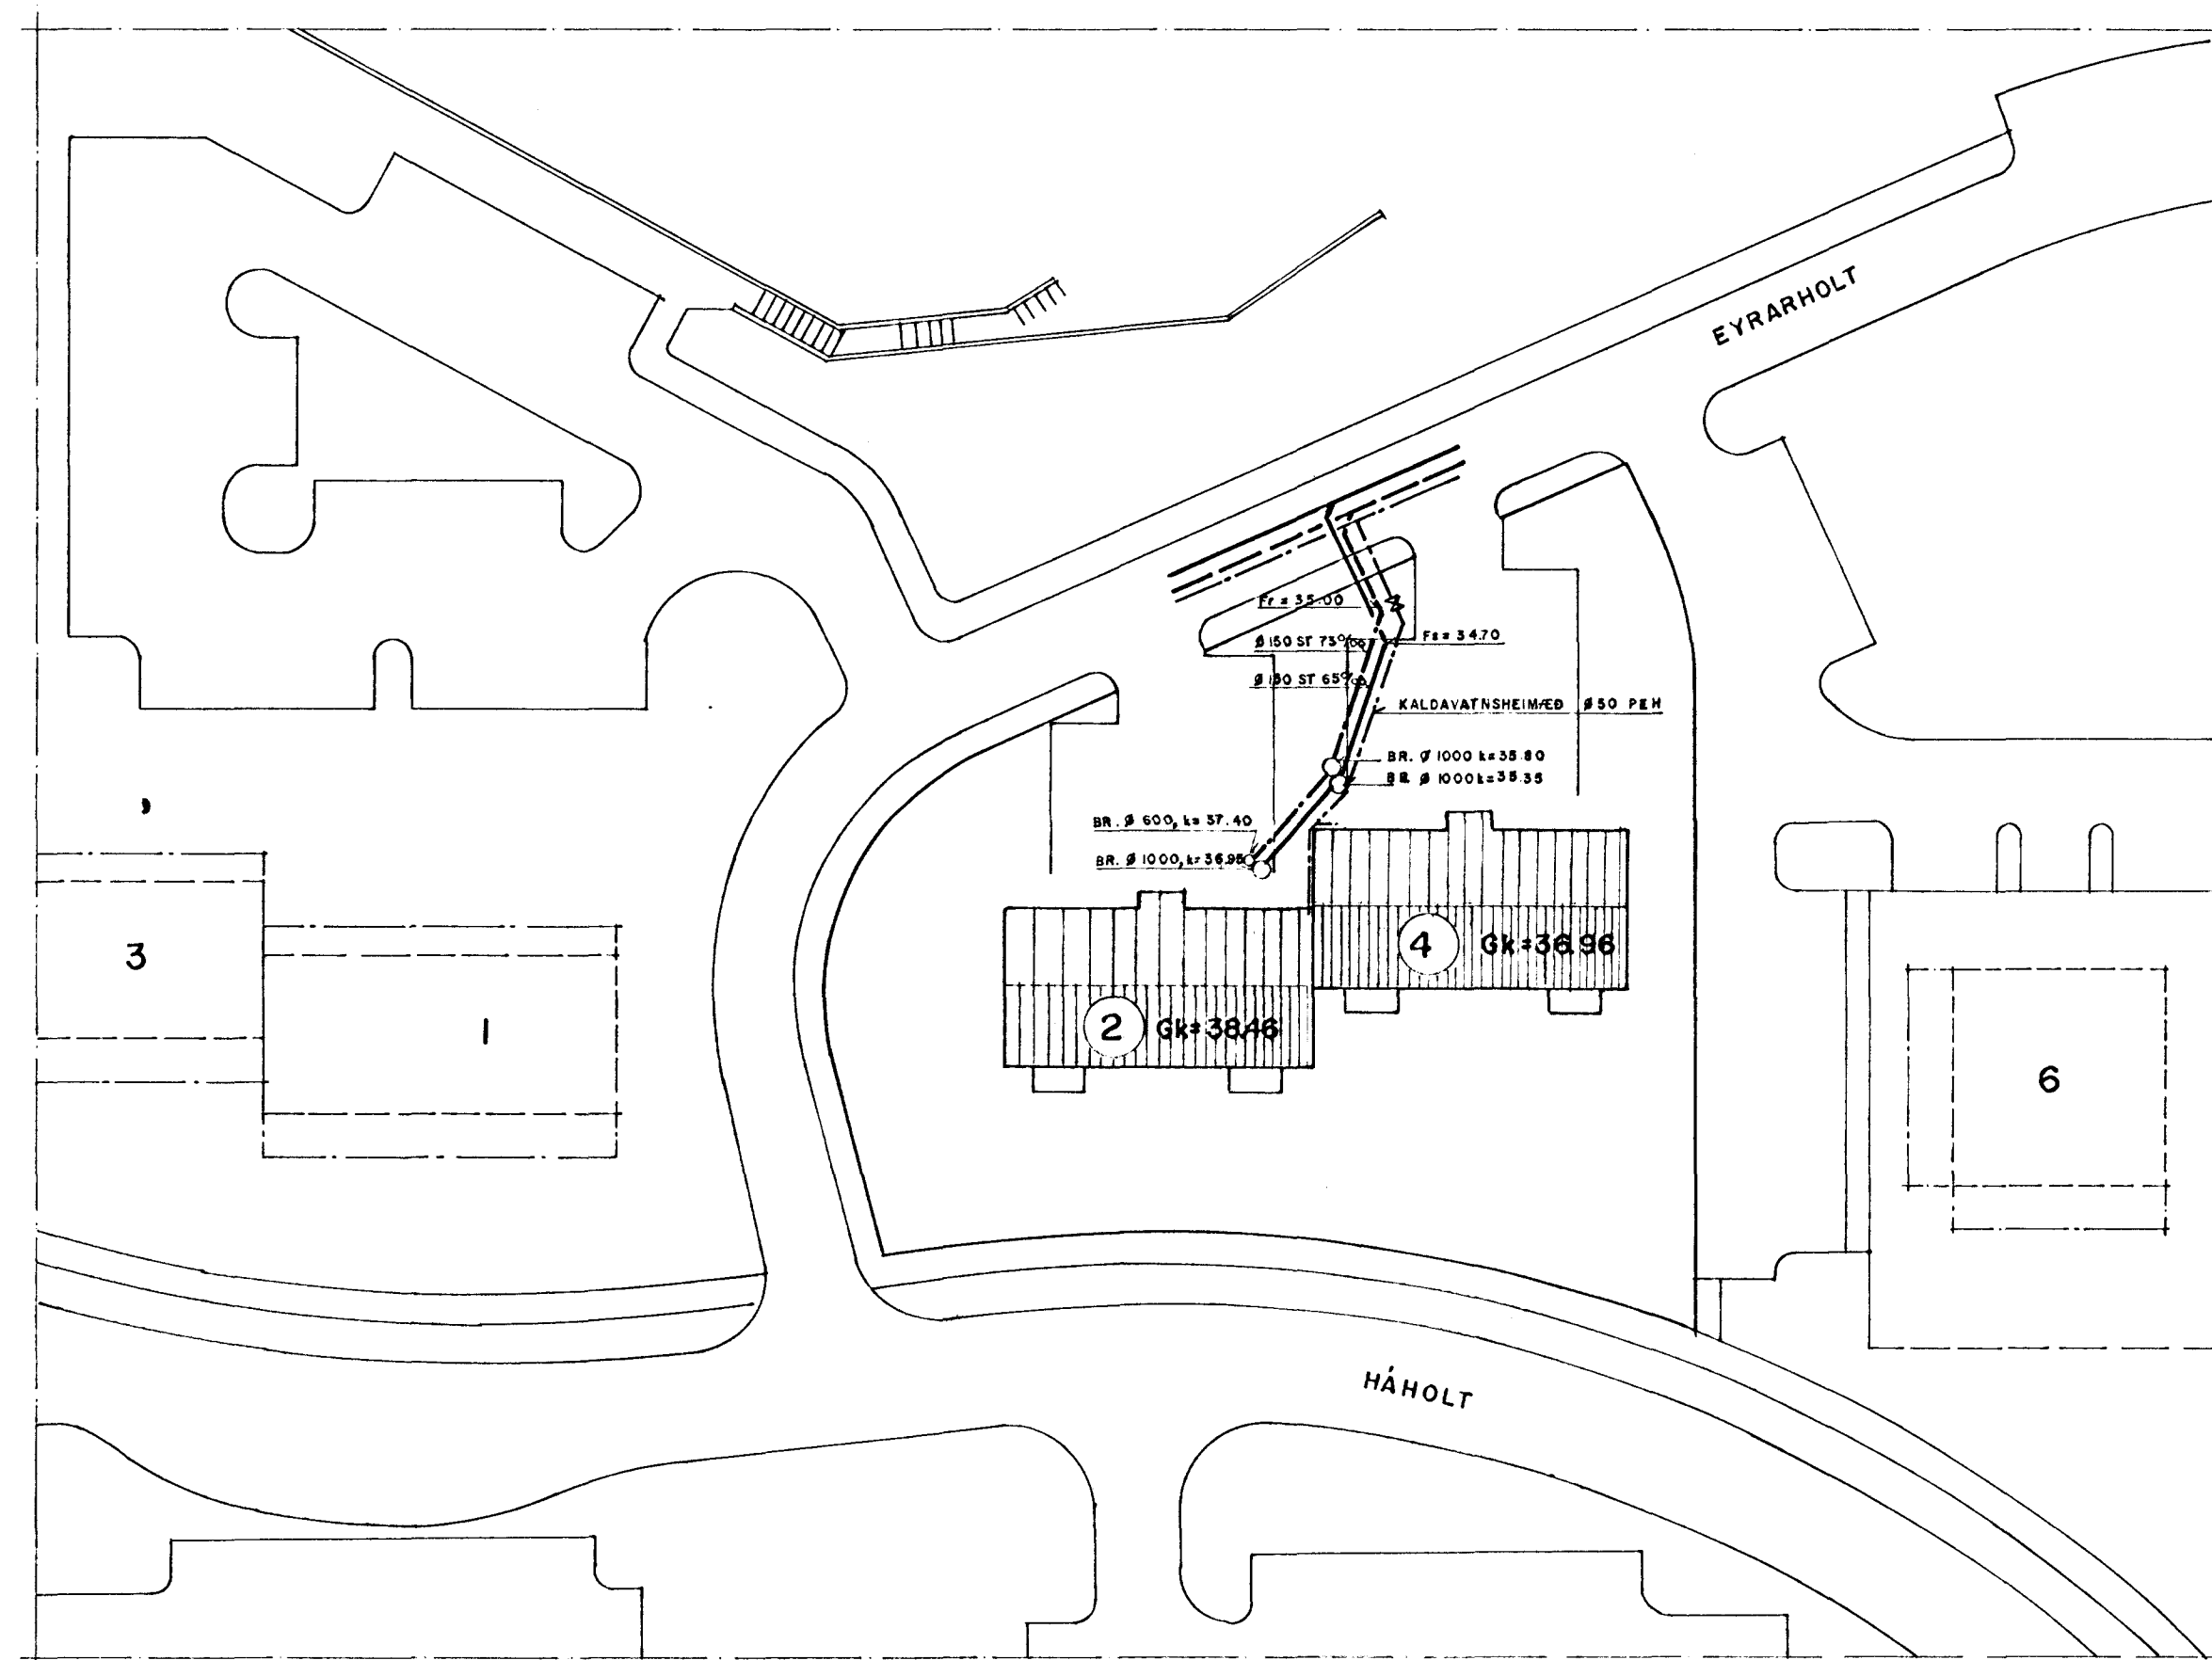 EYRARHOLT
Fr = 35.00
Ø 150 ST 73‰
Fs = 34.70
Ø 150 ST 65‰
KALDAVATNSHEIMÆÐ Ø50 PEH
BR. Ø 1000 k=35.80
BR. Ø 1000 k=35.35
BR. Ø 600, k= 37.40
BR. Ø 1000, k= 36.95
3
4 Gk=36.96
1
2 Gk=38.46
6
HÁHOLT